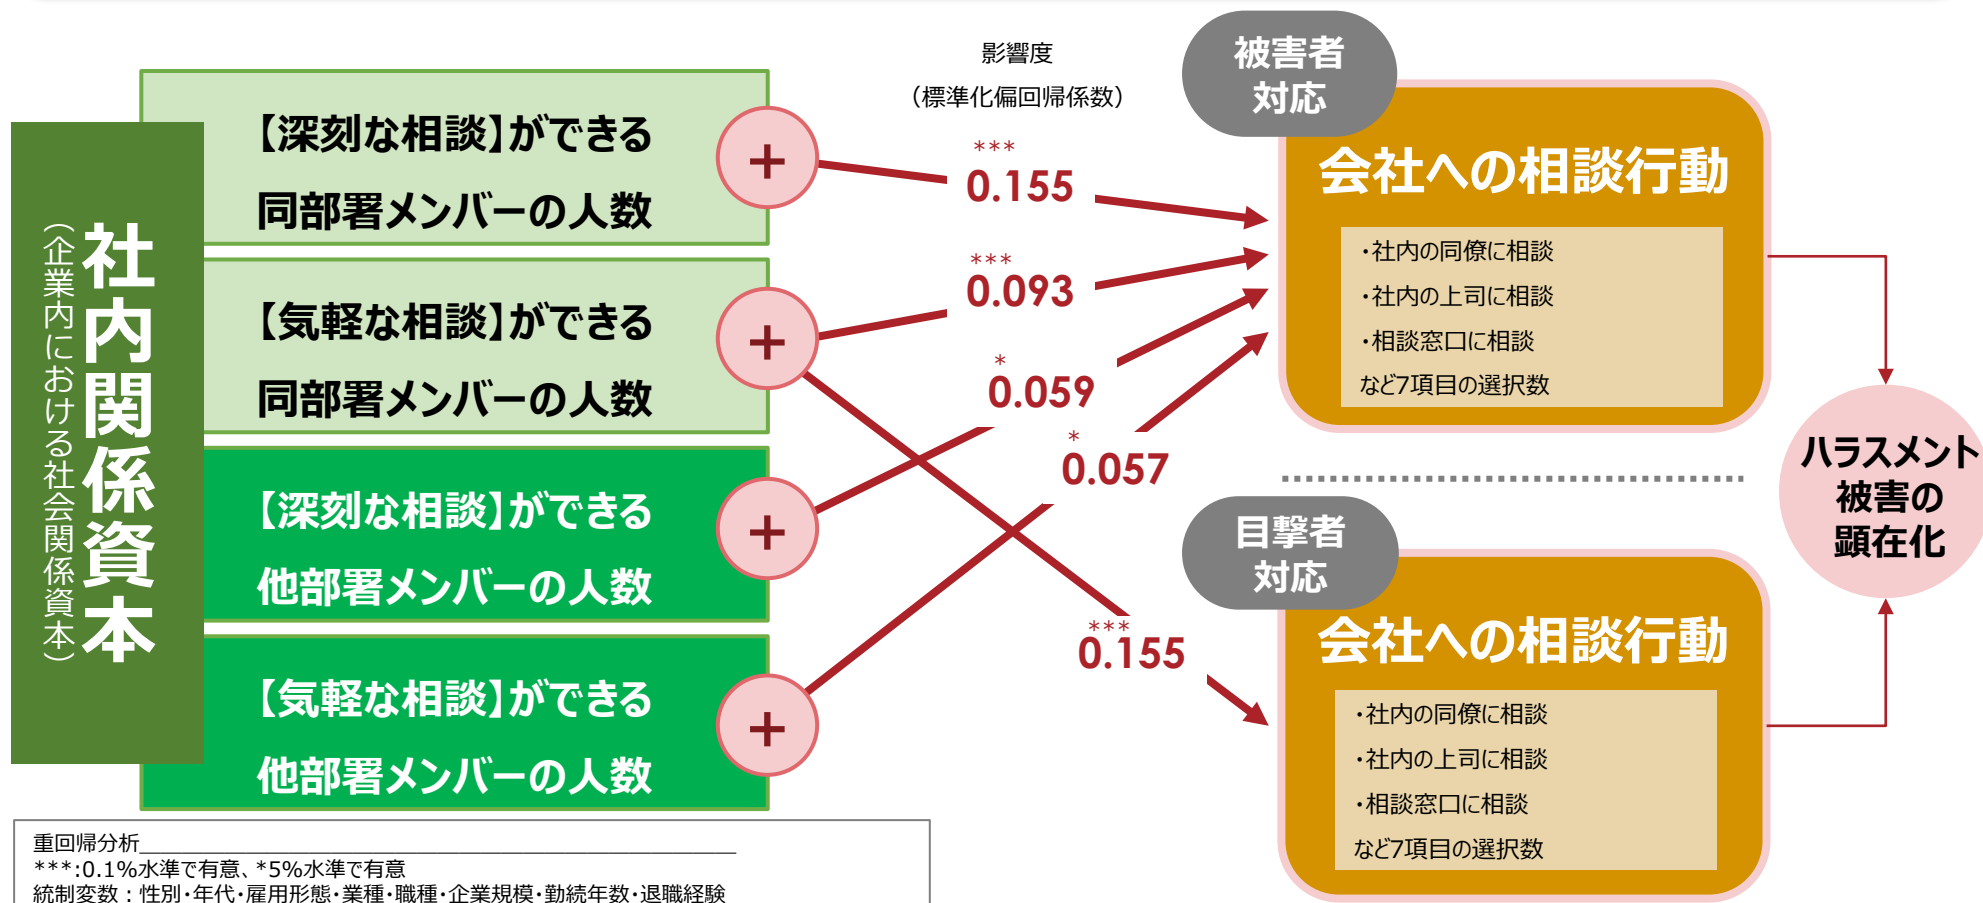 社内関係資本
（企業内における社会関係資本）
【深刻な相談】ができる
同部署メンバーの人数
＋
【気軽な相談】ができる
同部署メンバーの人数
＋
【深刻な相談】ができる
他部署メンバーの人数
＋
【気軽な相談】ができる
他部署メンバーの人数
＋
影響度
（標準化偏回帰係数）
***
0.155
***
0.093
*
0.059
*
0.057
***
0.155
被害者
対応
会社への相談行動
・社内の同僚に相談
・社内の上司に相談
・相談窓口に相談
など7項目の選択数
目撃者
対応
会社への相談行動
・社内の同僚に相談
・社内の上司に相談
・相談窓口に相談
など7項目の選択数
ハラスメント
被害の
顕在化
重回帰分析
***:0.1%水準で有意、*5%水準で有意
統制変数：性別・年代・雇用形態・業種・職種・企業規模・勤続年数・退職経験